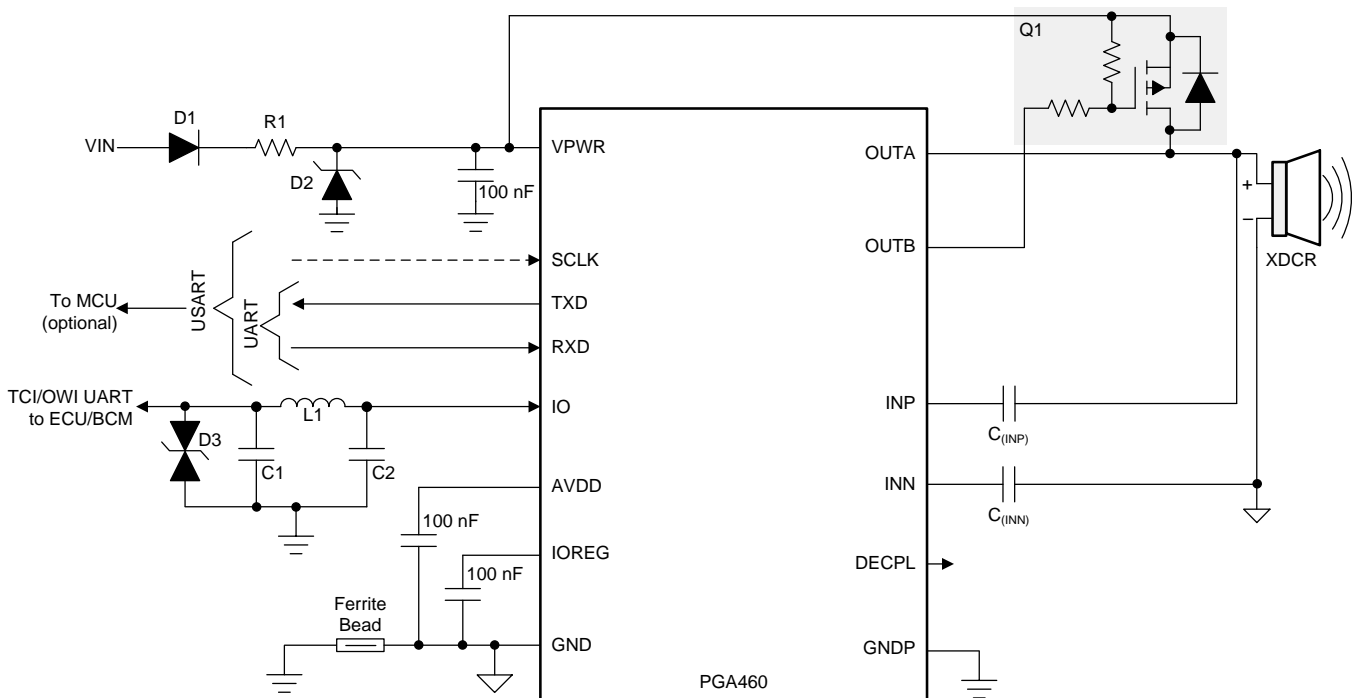 Q1
D1
R1
VIN
VPWR
OUTA
D2
100 nF
+
−
OUTB
SCLK
XDCR
To MCU
(optional)
USART
UART
TXD
RXD
TCI/OWI UART
to ECU/BCM
L1
IO
INP
D3
C(INP)
C1
C2
AVDD
INN
C(INN)
100 nF
IOREG
DECPL
100 nF
Ferrite
Bead
GND
GNDP
PGA460